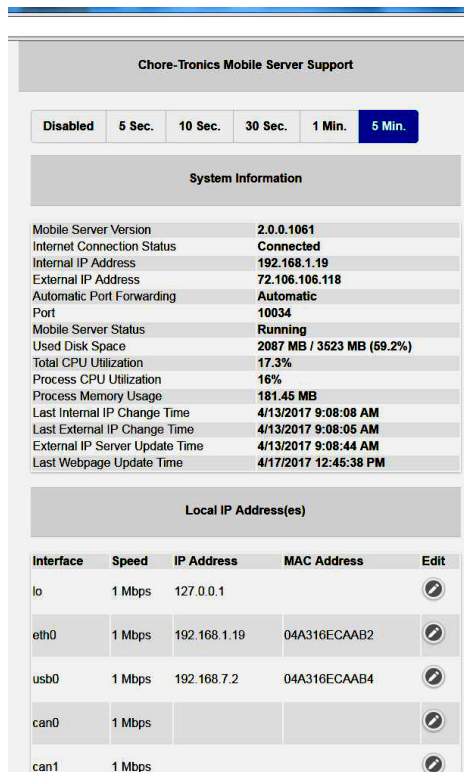 Chore-Tronics Mobile Server Support
Disabled 5 Sec. 10 Sec. 30 Sec. 1 Min. 5 Min.
System Information
Mobile Server Version 2.0.0.1061
Internet Connection Status Connected
Internal IP Address 192.168.1.19
External IP Address 72.106.106.118
Automatic Port Forwarding Automatic
Port 10034
Mobile Server Status Running
Used Disk Space 2087 MB / 3523 MB (59.2%)
Total CPU Utilization 17.3%
Process CPU Utilization 16%
Process Memory Usage 181.45 MB
Last Internal IP Change Time 4/13/2017 9:08:08 AM
Last External IP Change Time 4/13/2017 9:08:05 AM
External IP Server Update Time 4/13/2017 9:08:44 AM
Last Webpage Update Time 4/17/2017 12:45:38 PM
Local IP Address(es)
Interface Speed IP Address MAC Address Edit
lo 1 Mbps 127.0.0.1
eth0 1 Mbps 192.168.1.19 04A316ECAAB2
usb0 1 Mbps 192.168.7.2 04A316ECAAB4
can0 1 Mbps
can1 1 Mbps